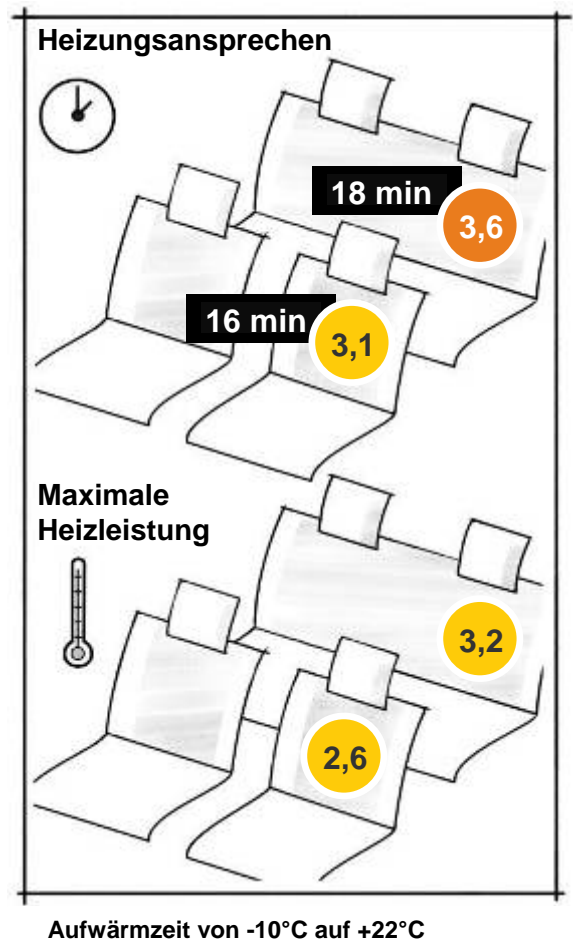 Heizungsansprechen
18 min
3,6
16 min
3,1
Maximale
Heizleistung
3,2
2,6
Aufwärmzeit von -10°C auf +22°C